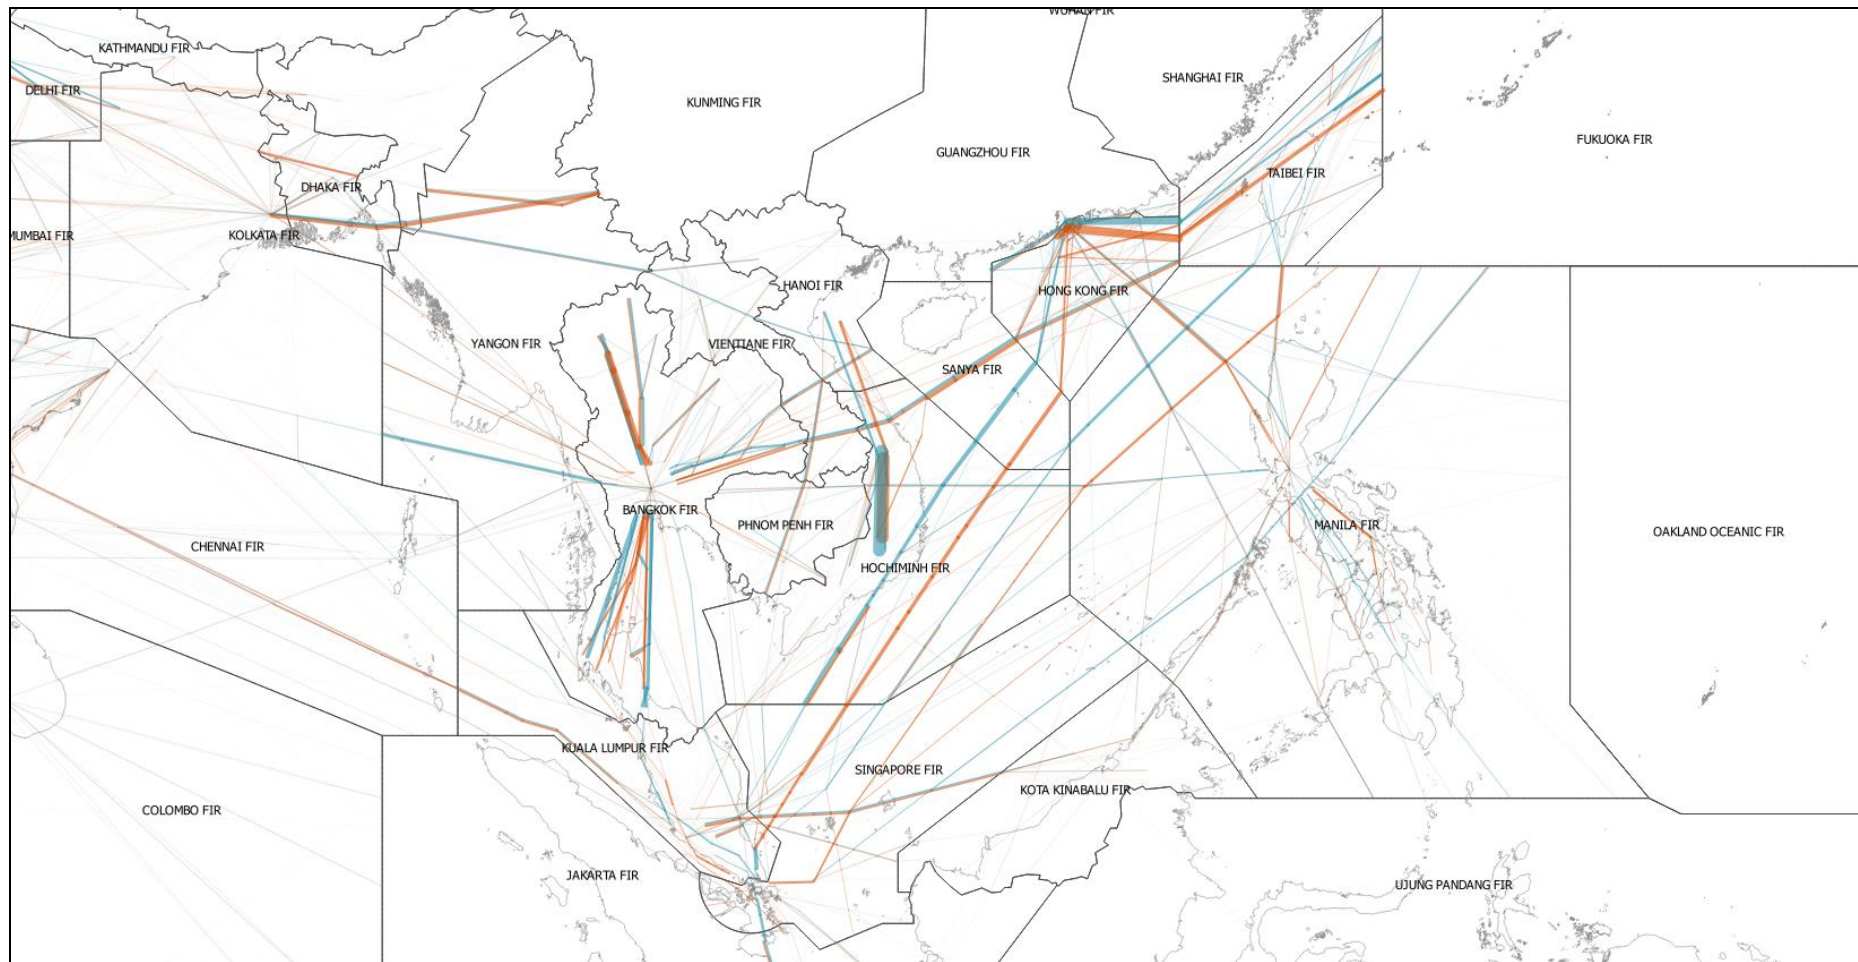 WUHAN FIR
KATHMANDU FIR
SHANGHAI FIR
DELHI FIR
KUNMING FIR
FUKUOKA FIR
GUANGZHOU FIR
TAIBEI FIR
DHAKA FIR
MUMBAI FIR
KOLKATA FIR
HANOI FIR
HONG KONG FIR
YANGON FIR
VIENTIANE FIR
SANYA FIR
BANGKOK FIR
PHNOM PENH FIR
MANILA FIR
OAKLAND OCEANIC FIR
CHENNAI FIR
HOCHIMINH FIR
KUALA LUMPUR FIR
SINGAPORE FIR
KOTA KINABALU FIR
COLOMBO FIR
JAKARTA FIR
UJUNG PANDANG FIR